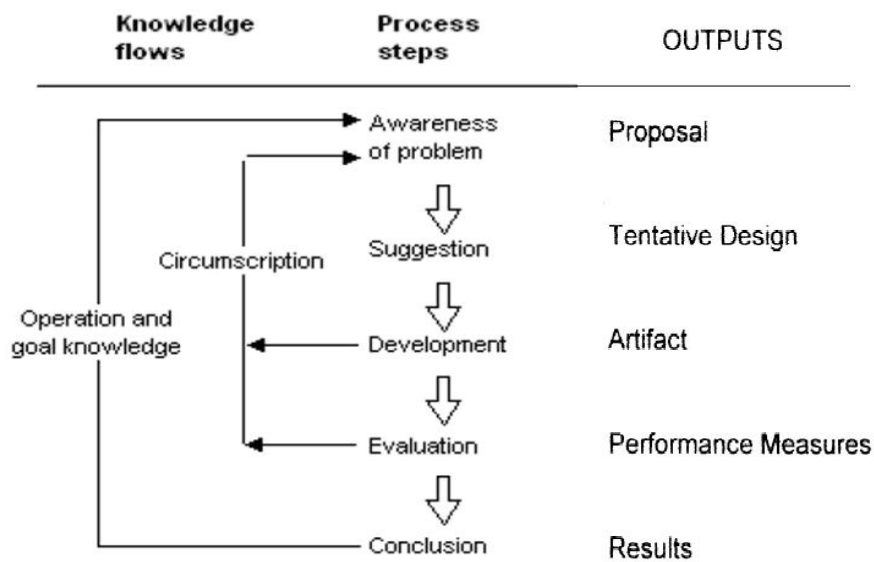 Knowledge
flows
Process
steps
OUTPUTS
Awareness
of problem
Proposal
Suggestion
Tentative Design
Circumscription
Operation and
goal knowledge
Development
Artifact
Evaluation
Performance Measures
Conclusion
Results